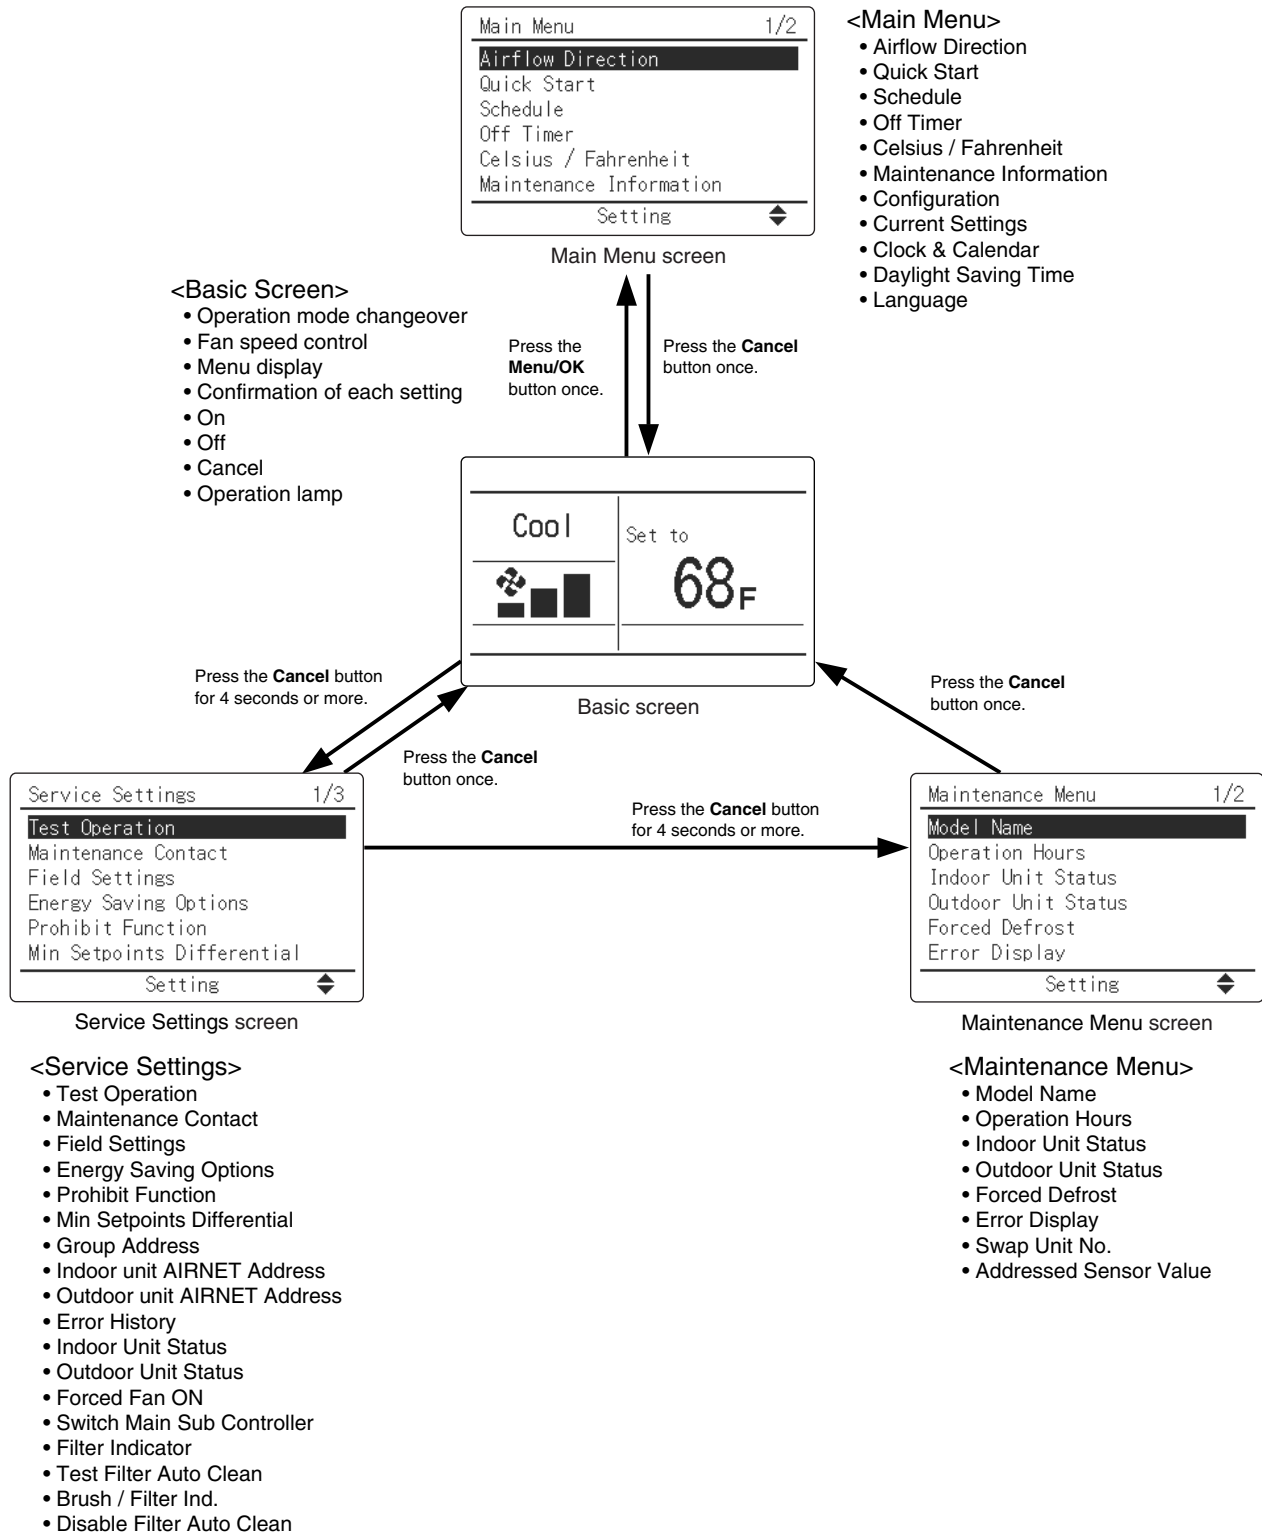 Main Menu 1/2
Airflow Direction
Quick Start
Schedule
Off Timer
Celsius / Fahrenheit
Maintenance Information
Setting
Main Menu screen
<Main Menu>
• Airflow Direction
• Quick Start
• Schedule
• Off Timer
• Celsius / Fahrenheit
• Maintenance Information
• Configuration
• Current Settings
• Clock & Calendar
• Daylight Saving Time
• Language
<Basic Screen>
• Operation mode changeover
• Fan speed control
• Menu display
• Confirmation of each setting
• On
• Off
• Cancel
• Operation lamp
Press the
Menu/OK
button once.
Press the Cancel
button once.
Cool
Set to
68F
Basic screen
Press the Cancel button
for 4 seconds or more.
Press the Cancel
button once.
Press the Cancel
button once.
Press the Cancel button
for 4 seconds or more.
Service Settings 1/3
Test Operation
Maintenance Contact
Field Settings
Energy Saving Options
Prohibit Function
Min Setpoints Differential
Setting
Service Settings screen
Maintenance Menu 1/2
Model Name
Operation Hours
Indoor Unit Status
Outdoor Unit Status
Forced Defrost
Error Display
Setting
Maintenance Menu screen
<Service Settings>
• Test Operation
• Maintenance Contact
• Field Settings
• Energy Saving Options
• Prohibit Function
• Min Setpoints Differential
• Group Address
• Indoor unit AIRNET Address
• Outdoor unit AIRNET Address
• Error History
• Indoor Unit Status
• Outdoor Unit Status
• Forced Fan ON
• Switch Main Sub Controller
• Filter Indicator
• Test Filter Auto Clean
• Brush / Filter Ind.
• Disable Filter Auto Clean
<Maintenance Menu>
• Model Name
• Operation Hours
• Indoor Unit Status
• Outdoor Unit Status
• Forced Defrost
• Error Display
• Swap Unit No.
• Addressed Sensor Value